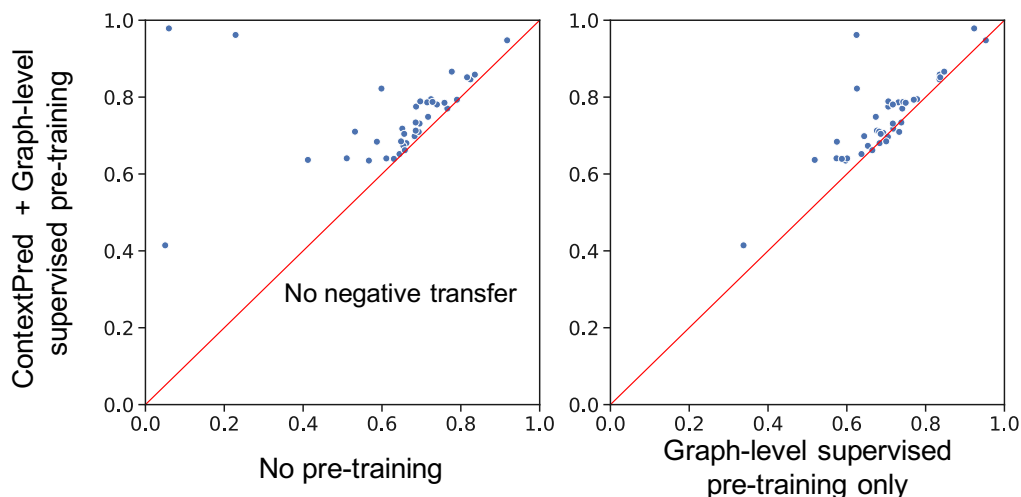 ContextPred + Graph-level
supervised pre-training
1.0
0.8
0.6
0.4
0.2
0.0
No negative transfer
0.0 0.2 0.4 0.6 0.8 1.0
No pre-training
1.0
0.8
0.6
0.4
0.2
0.0
0.0 0.2 0.4 0.6 0.8 1.0
Graph-level supervised
pre-training only